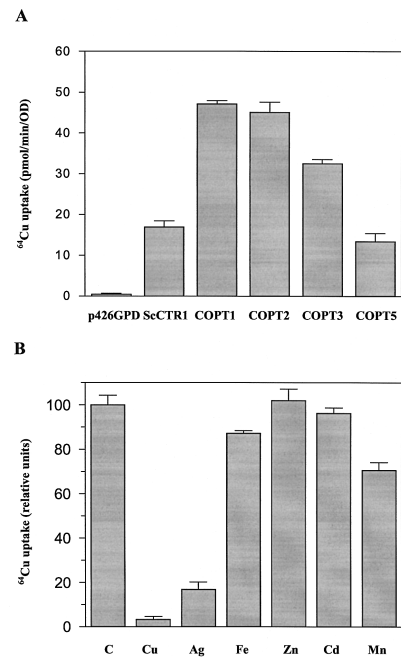 A
60
50
40
30
20
10
0
⁶⁴Cu uptake (pmol/min/OD)
p426GPD ScCTR1 COPT1 COPT2 COPT3 COPT5
B
100
80
60
40
20
0
⁶⁴Cu uptake (relative units)
C Cu Ag Fe Zn Cd Mn